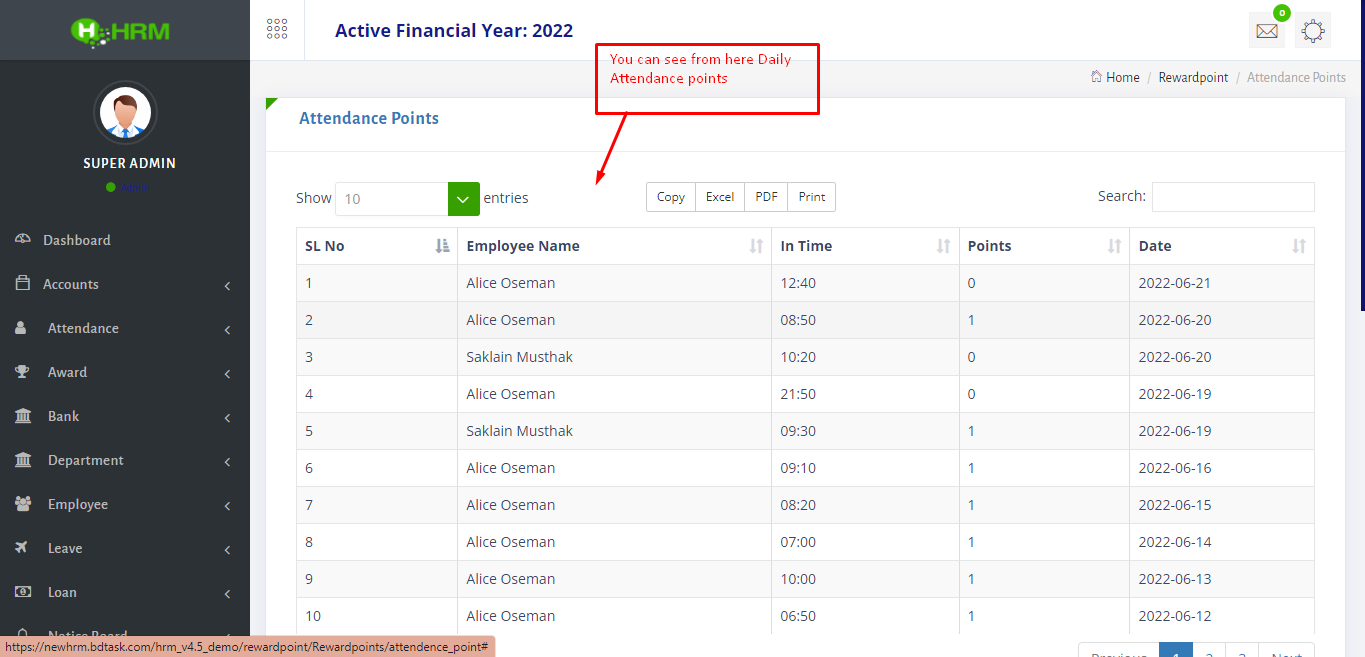 HRM
Active Financial Year: 2022
0
You can see from here Daily
Attendance points
Home / Rewardpoint / Attendance Points
Attendance Points
SUPER ADMIN
Show 10 entries
Copy Excel PDF Print
Search:
SL No Employee Name In Time Points Date
1 Alice Oseman 12:40 0 2022-06-21
2 Alice Oseman 08:50 1 2022-06-20
3 Saklain Musthak 10:20 0 2022-06-20
4 Alice Oseman 21:50 0 2022-06-19
5 Saklain Musthak 09:30 1 2022-06-19
6 Alice Oseman 09:10 1 2022-06-16
7 Alice Oseman 08:20 1 2022-06-15
8 Alice Oseman 07:00 1 2022-06-14
9 Alice Oseman 10:00 1 2022-06-13
10 Alice Oseman 06:50 1 2022-06-12
Previous 1 2 3 Next
Dashboard
Accounts
Attendance
Award
Bank
Department
Employee
Leave
Loan
Notice Board
https://newhrm.bdtask.com/hrm_v4.5_demo/rewardpoint/Rewardpoints/attendence_point#